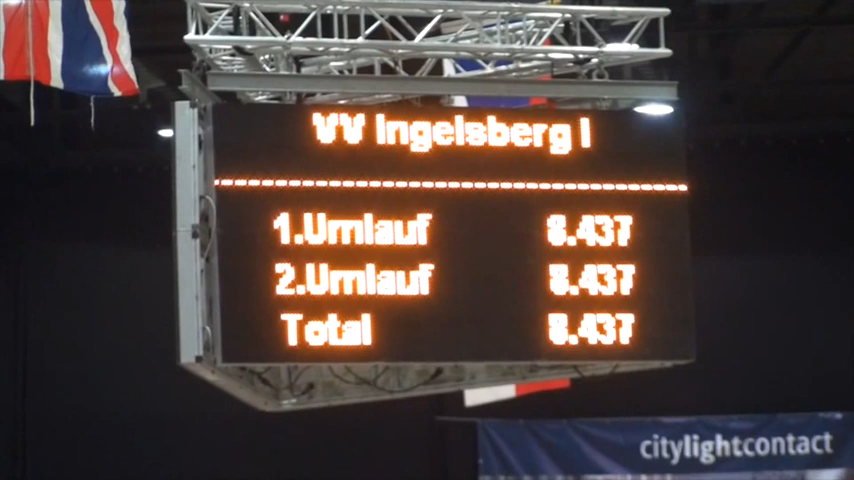 VV Ingelsberg I
1.Umlauf 8.437
2.Umlauf 8.437
Total 8.437
citylightcontact